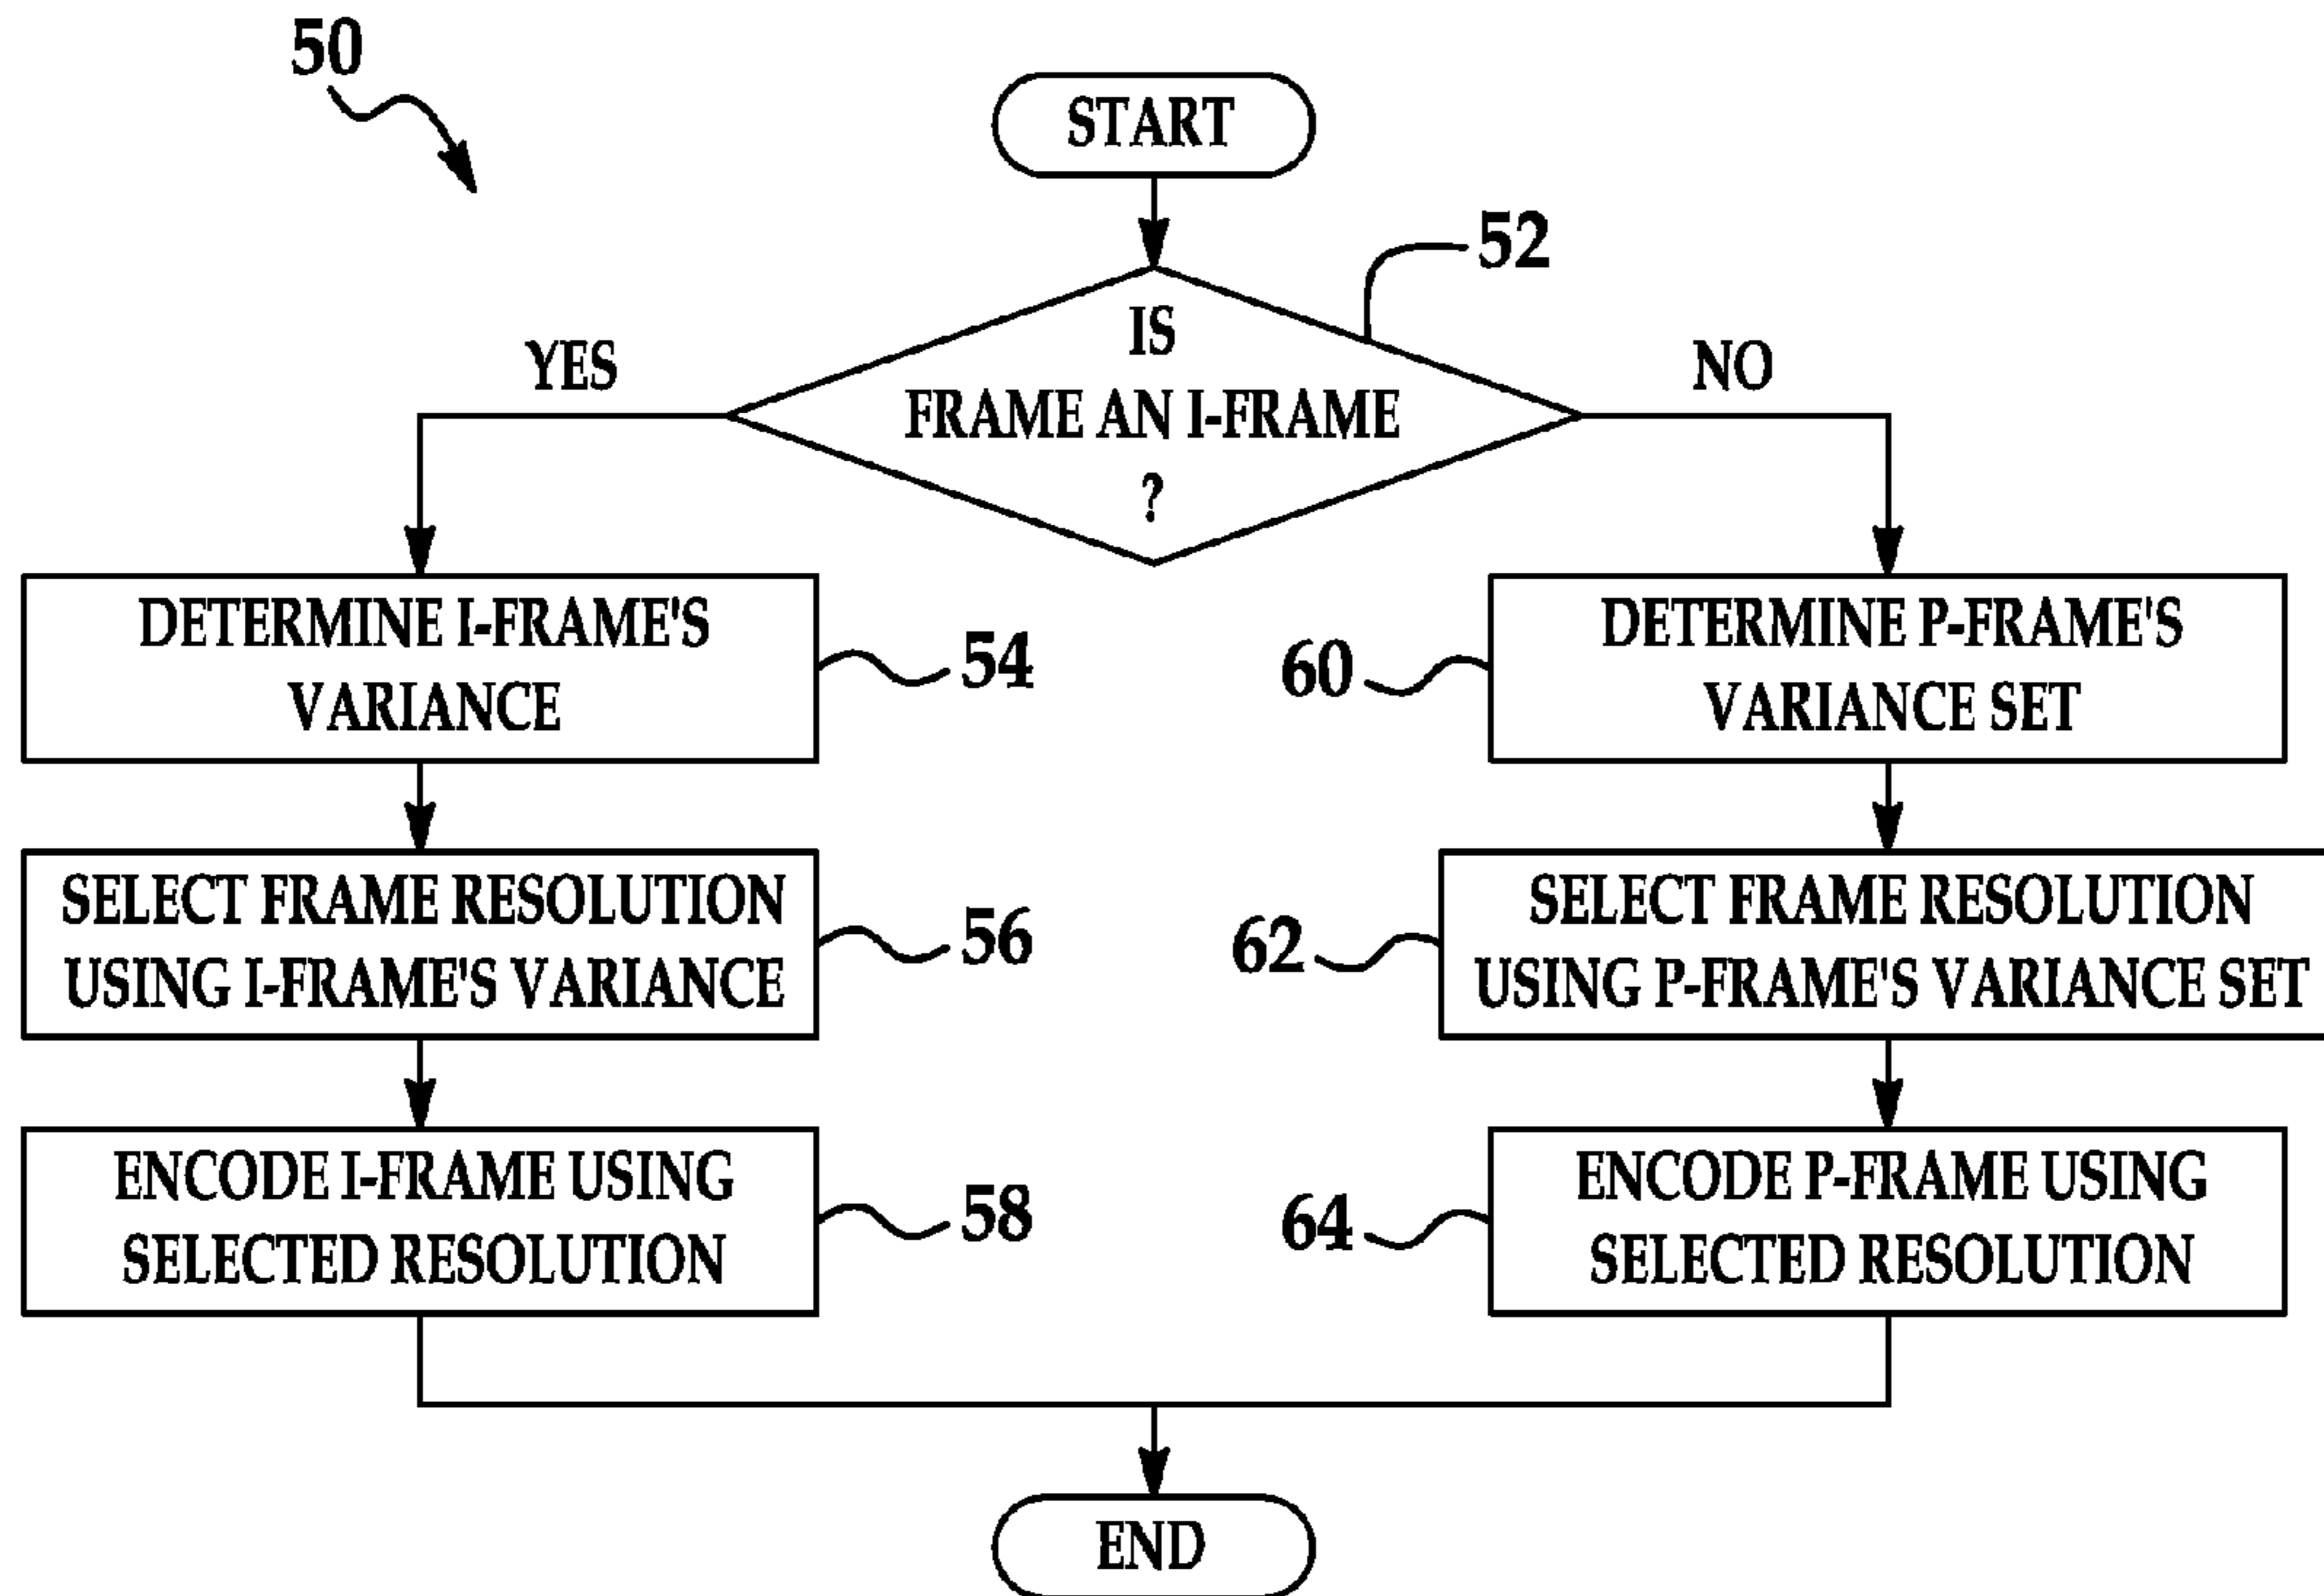 50
START
52
IS
FRAME AN I-FRAME
?
YES
NO
DETERMINE I-FRAME'S
VARIANCE
54
60
DETERMINE P-FRAME'S
VARIANCE SET
SELECT FRAME RESOLUTION
USING I-FRAME'S VARIANCE
56
62
SELECT FRAME RESOLUTION
USING P-FRAME'S VARIANCE SET
ENCODE I-FRAME USING
SELECTED RESOLUTION
58
64
ENCODE P-FRAME USING
SELECTED RESOLUTION
END